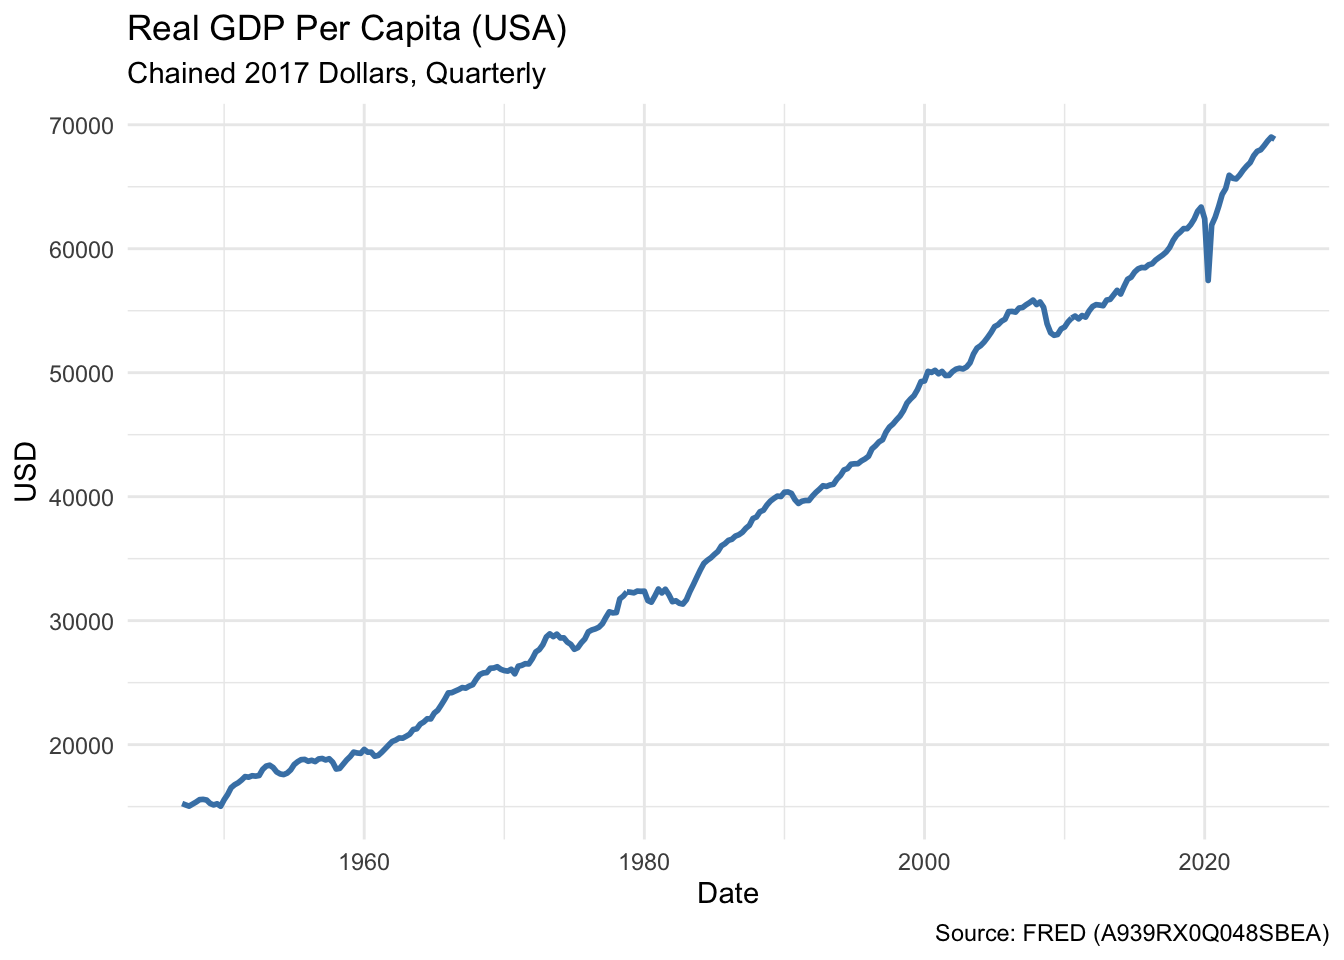 Real GDP Per Capita (USA)
Chained 2017 Dollars, Quarterly
70000
60000
50000
40000
30000
20000
USD
1960
1980
2000
2020
Date
Source: FRED (A939RX0Q048SBEA)